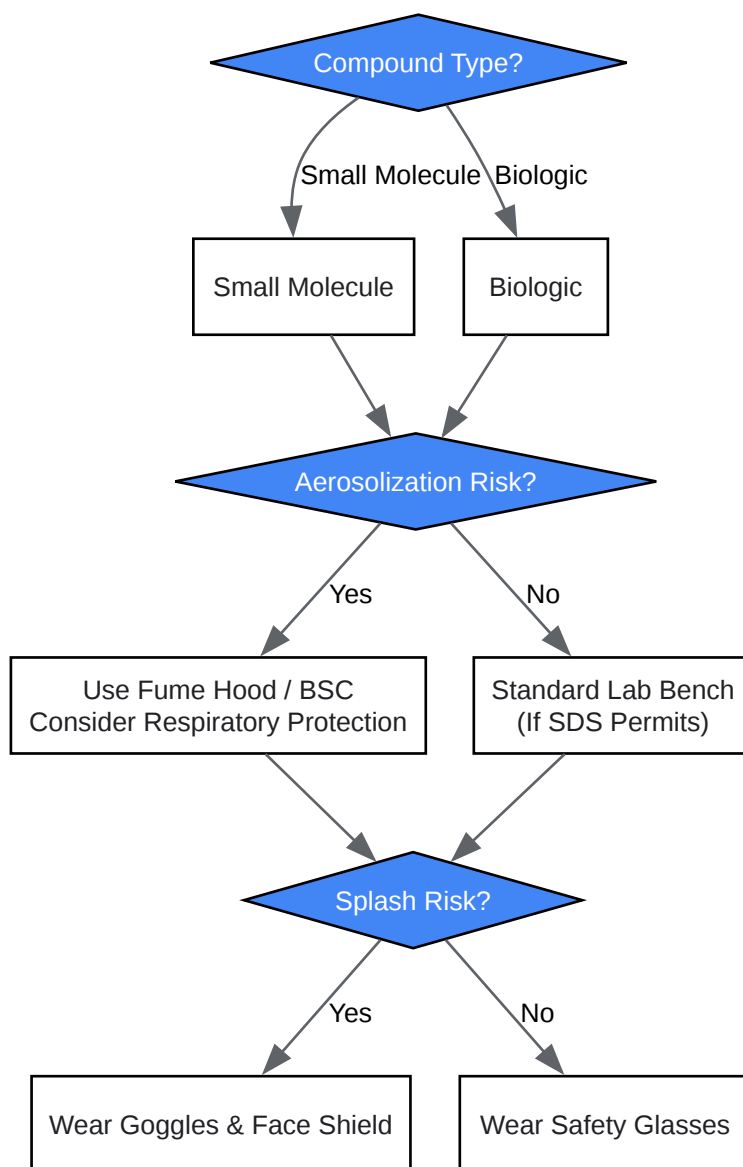 Compound Type?
Small Molecule
Biologic
Small Molecule
Biologic
Aerosolization Risk?
Yes
No
Use Fume Hood / BSC
Consider Respiratory Protection
Standard Lab Bench
(If SDS Permits)
Splash Risk?
Yes
No
Wear Goggles & Face Shield
Wear Safety Glasses